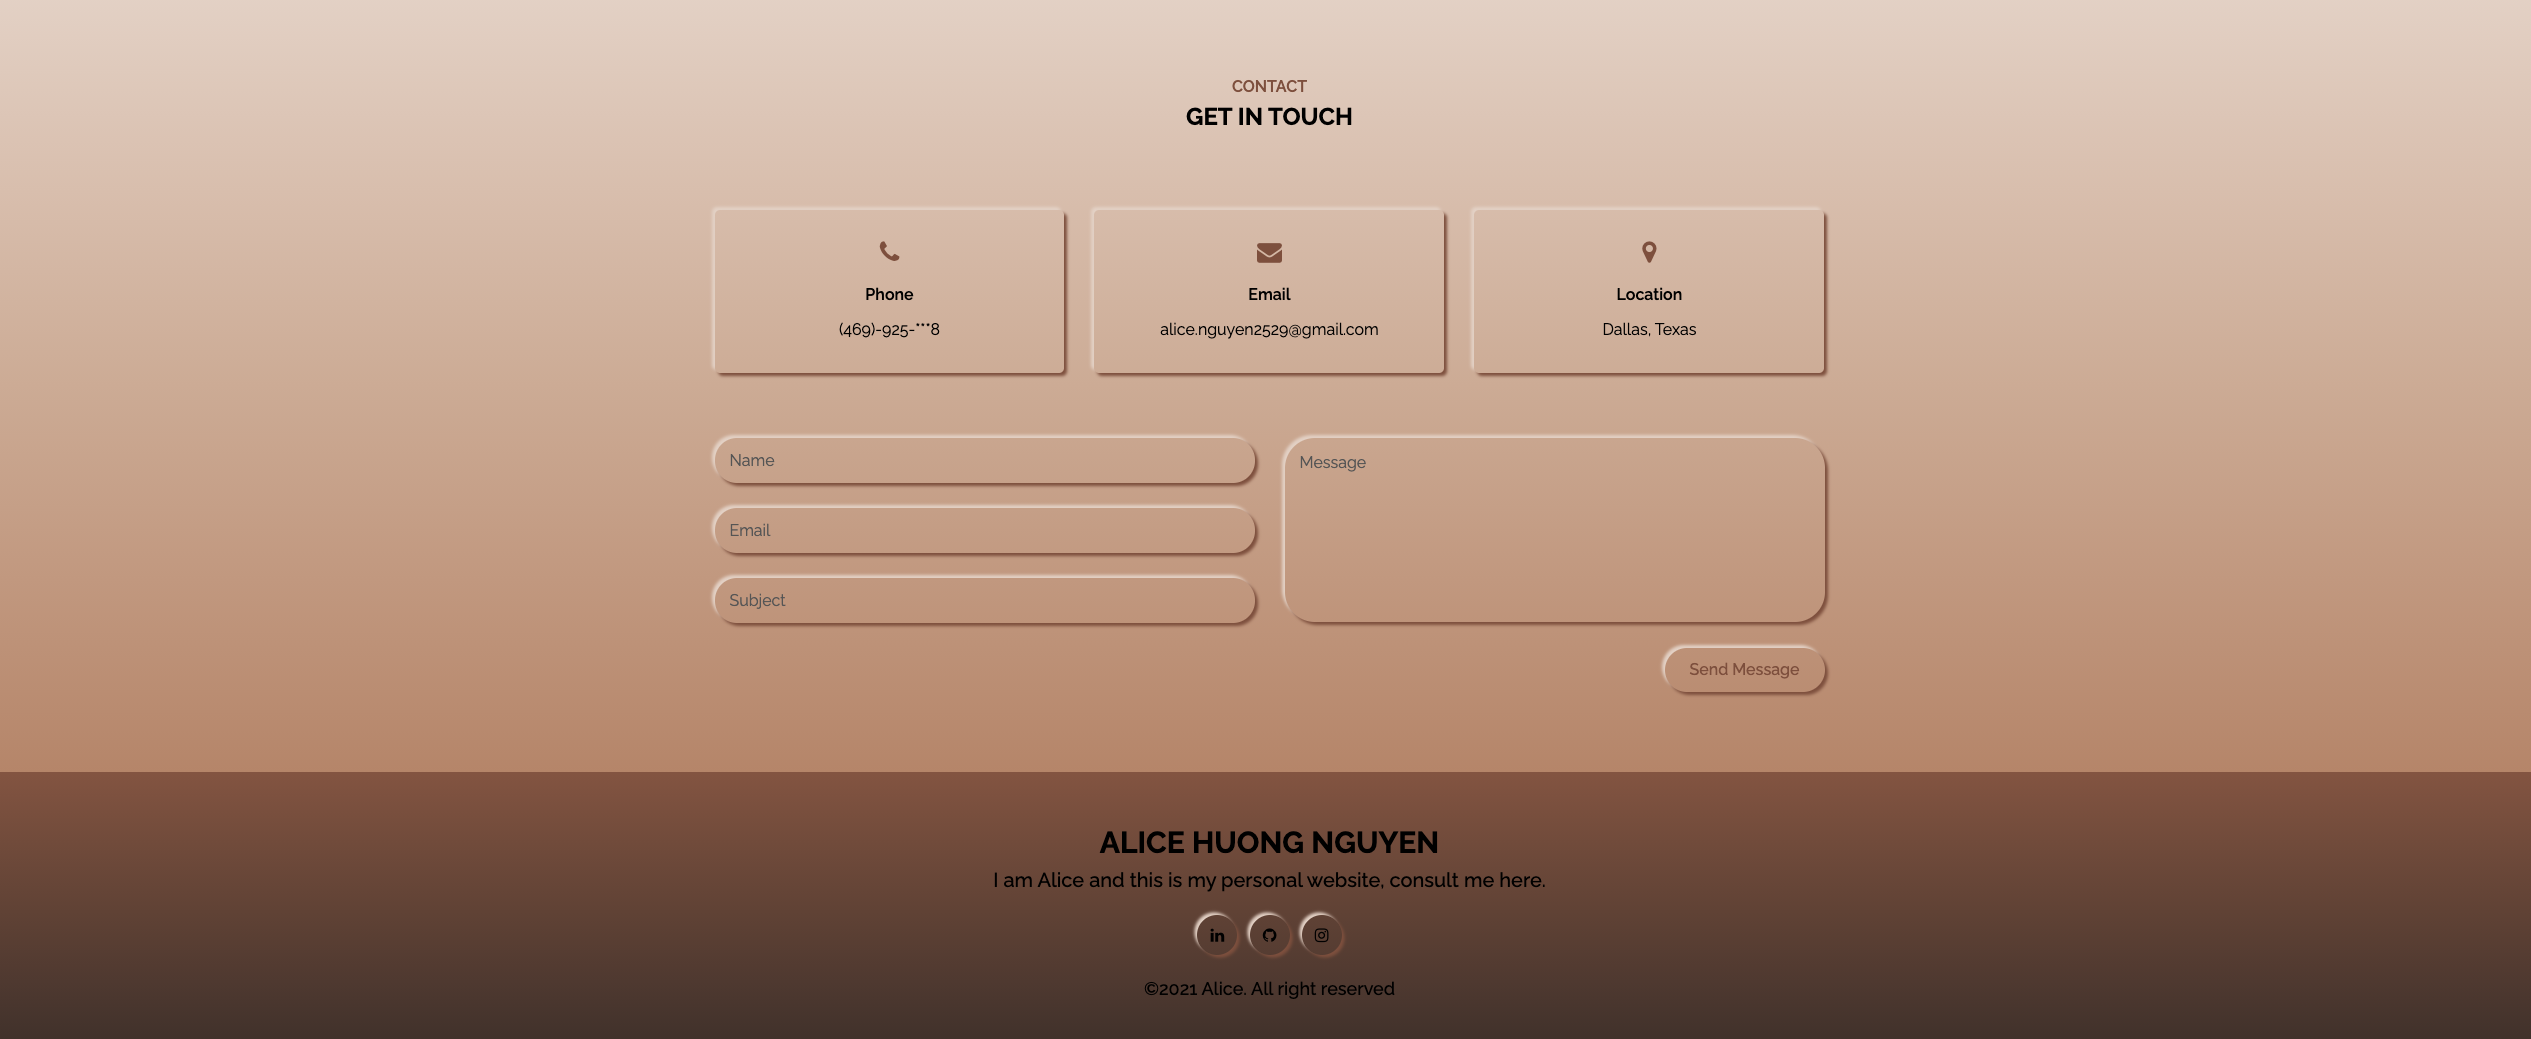 CONTACT
GET IN TOUCH
Phone
(469)-925-***8
Email
alice.nguyen2529@gmail.com
Location
Dallas, Texas
Name
Email
Subject
Message
Send Message
ALICE HUONG NGUYEN
I am Alice and this is my personal website, consult me here.
in
©2021 Alice. All right reserved